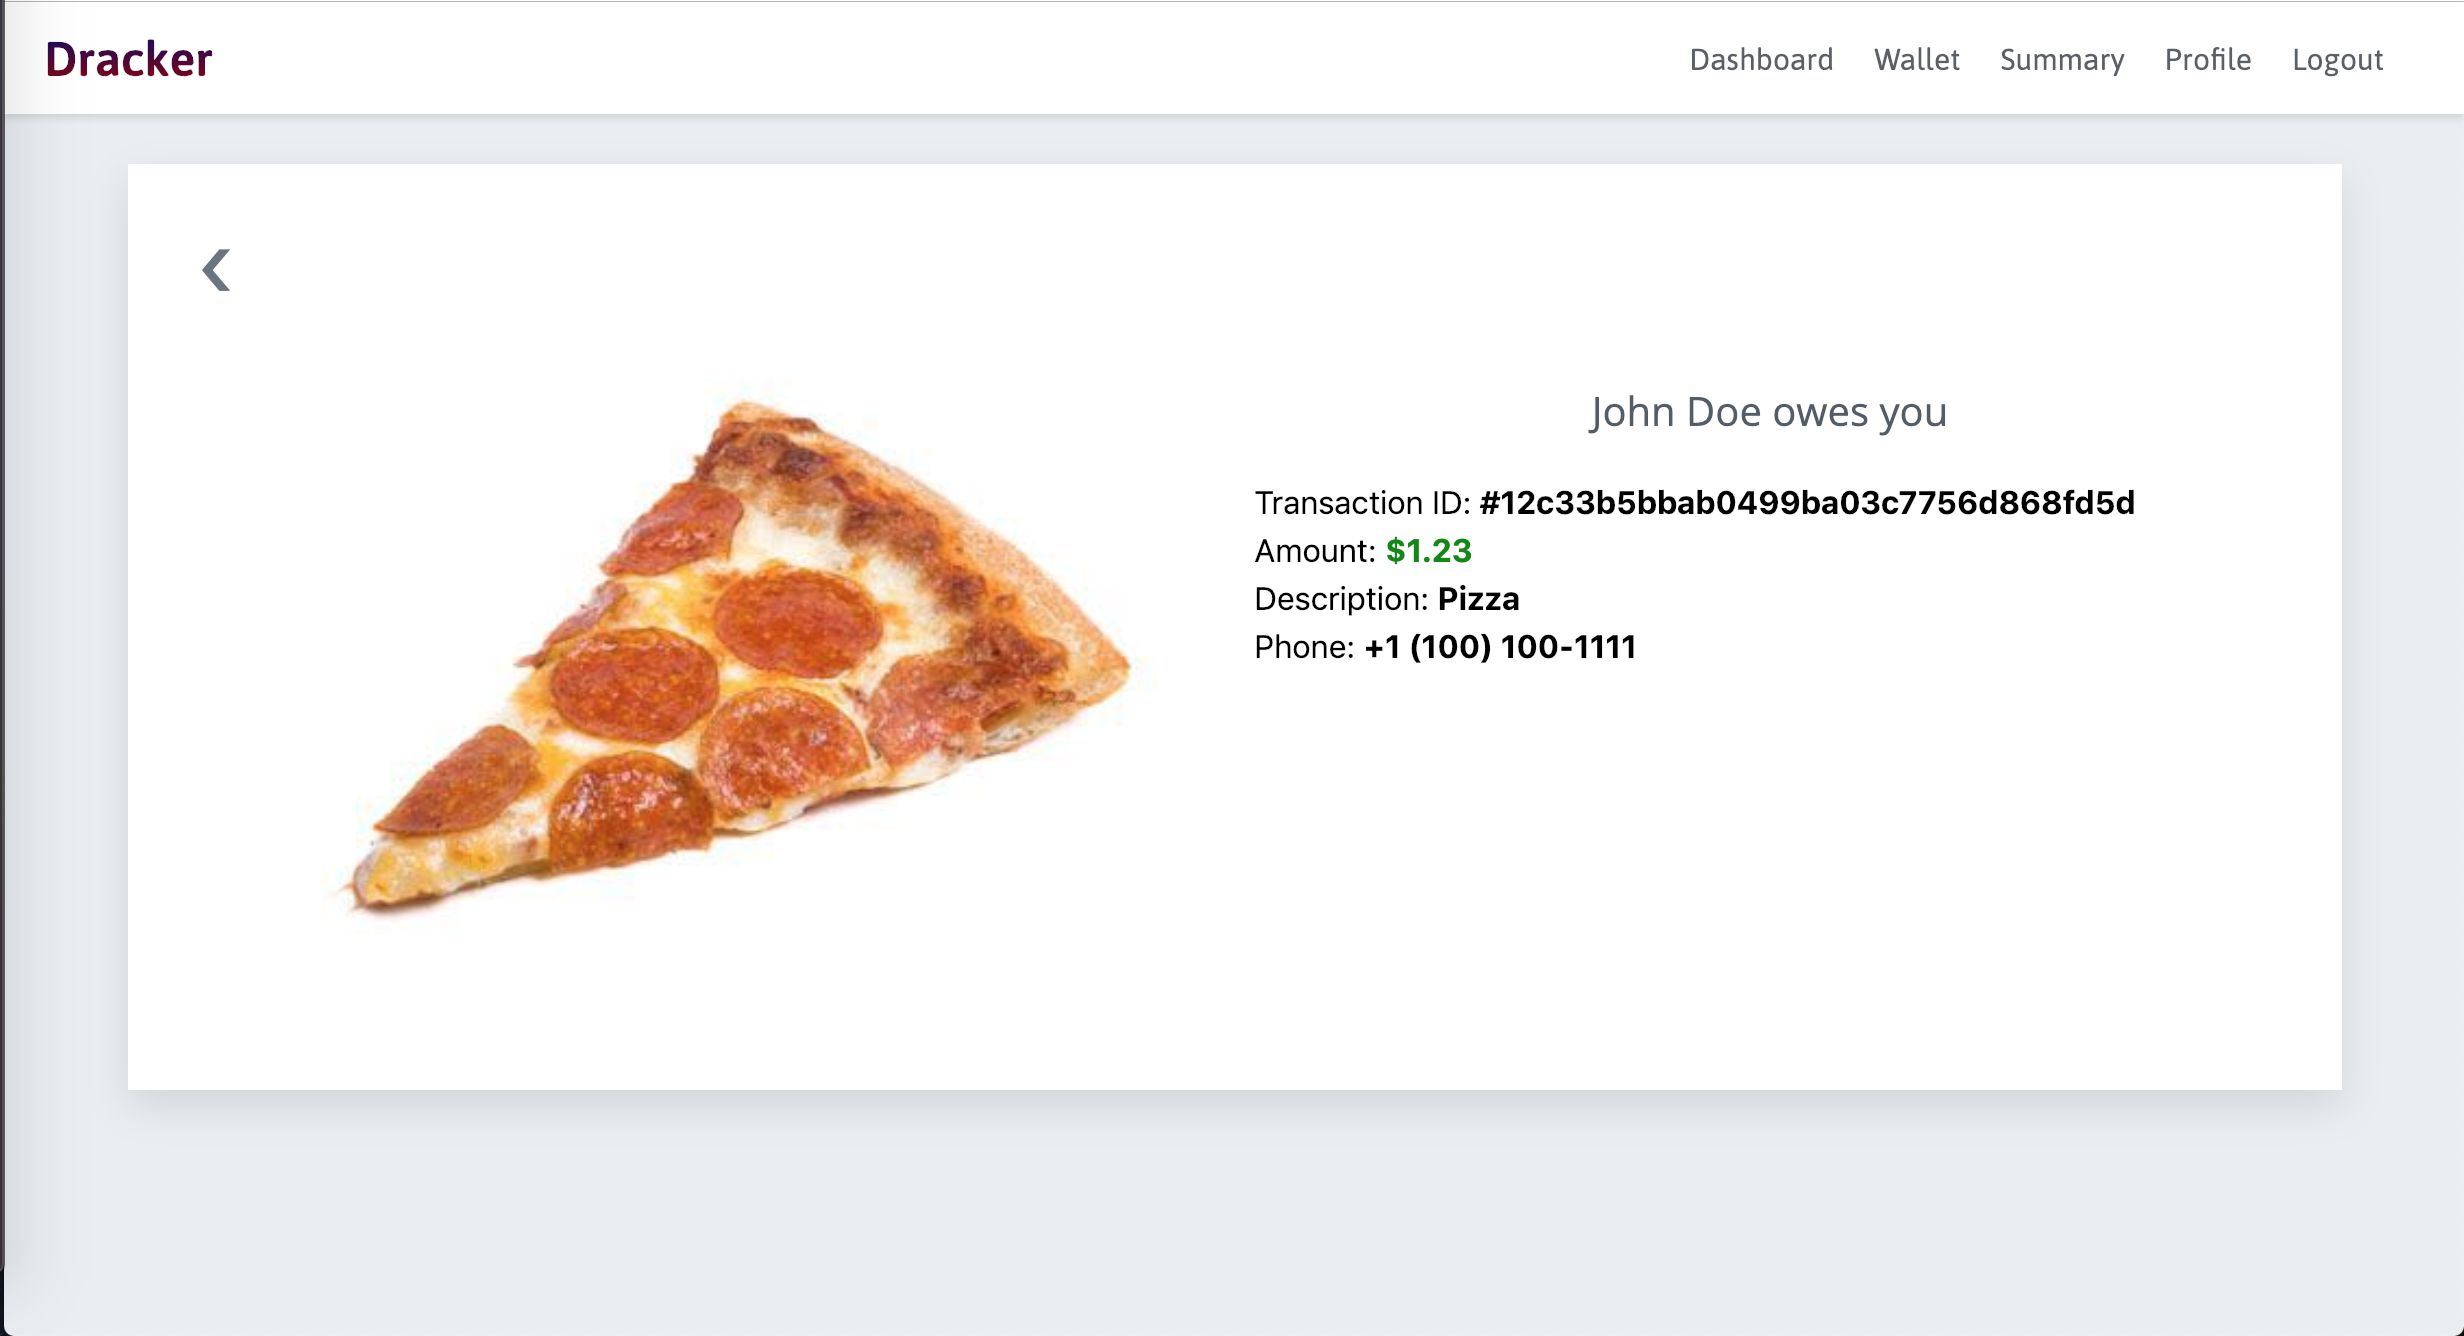 Dracker
Dashboard Wallet Summary Profile Logout
John Doe owes you
Transaction ID: #12c33b5bbab0499ba03c7756d868fd5d
Amount: $1.23
Description: Pizza
Phone: +1 (100) 100-1111